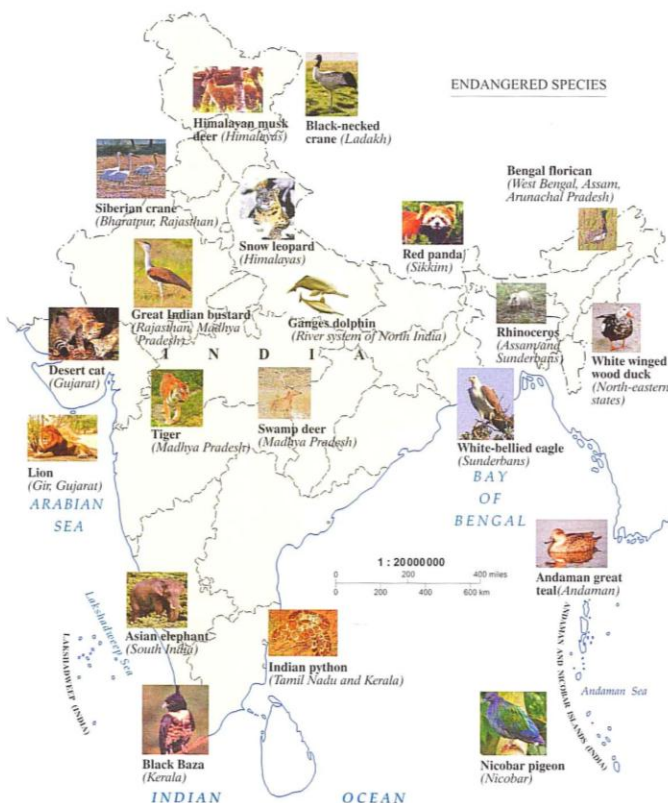 ENDANGERED SPECIES
Himalayan musk
deer (Himalayas)
Black-necked
crane (Ladakh)
Bengal florican
(West Bengal, Assam,
Arunachal Pradesh)
Siberian crane
(Bharatpur, Rajasthan)
Snow leopard
(Himalayas)
Red panda
(Sikkim)
Great Indian bustard
(Rajasthan, Madhya
Pradesh)
Ganges dolphin
(River system of North India)
Rhinoceros
(Assam and
Sunderbans)
White winged
wood duck
(North-eastern
states)
I N D I A
Desert cat
(Gujarat)
Tiger
(Madhya Pradesh)
Swamp deer
(Madhya Pradesh)
White-bellied eagle
(Sunderbans)
Lion
(Gir, Gujarat)
ARABIAN
SEA
BAY
OF
BENGAL
1 : 20000000
0 200 400 miles
0 200 400 600 km
Andaman great
teal (Andaman)
Asian elephant
(South India)
Lakshadweep Sea
LAKSHADWEEP (INDIA)
Indian python
(Tamil Nadu and Kerala)
ANDAMAN AND NICOBAR ISLANDS (INDIA)
Andaman Sea
Black Baza
(Kerala)
Nicobar pigeon
(Nicobar)
INDIAN OCEAN